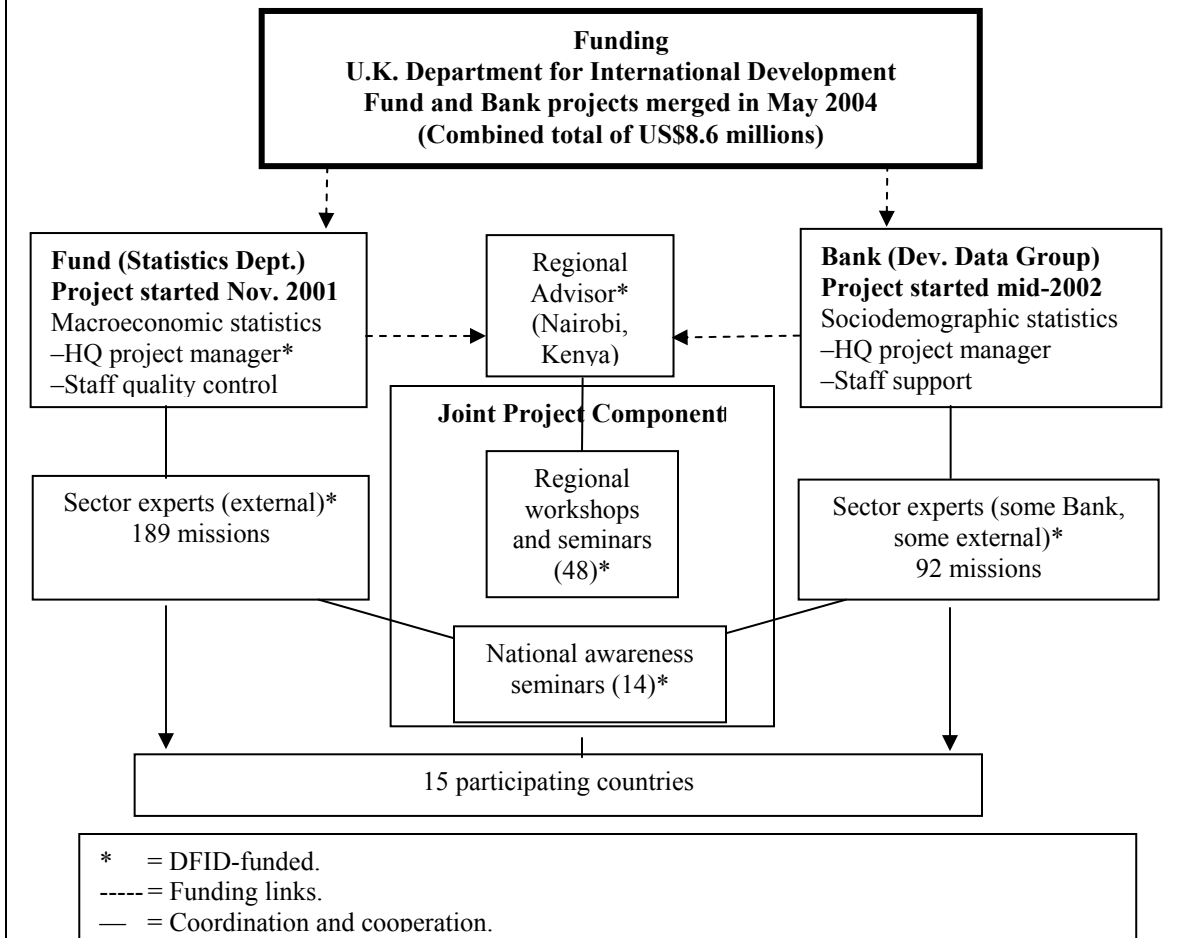 Funding
U.K. Department for International Development
Fund and Bank projects merged in May 2004
(Combined total of US$8.6 millions)
Fund (Statistics Dept.)
Project started Nov. 2001
Macroeconomic statistics
–HQ project manager*
–Staff quality control
Regional
Advisor*
(Nairobi,
Kenya)
Bank (Dev. Data Group)
Project started mid-2002
Sociodemographic statistics
–HQ project manager
–Staff support
Joint Project Component
Sector experts (external)*
189 missions
Regional
workshops
and seminars
(48)*
Sector experts (some Bank,
some external)*
92 missions
National awareness
seminars (14)*
15 participating countries
* = DFID-funded.
----- = Funding links.
— = Coordination and cooperation.